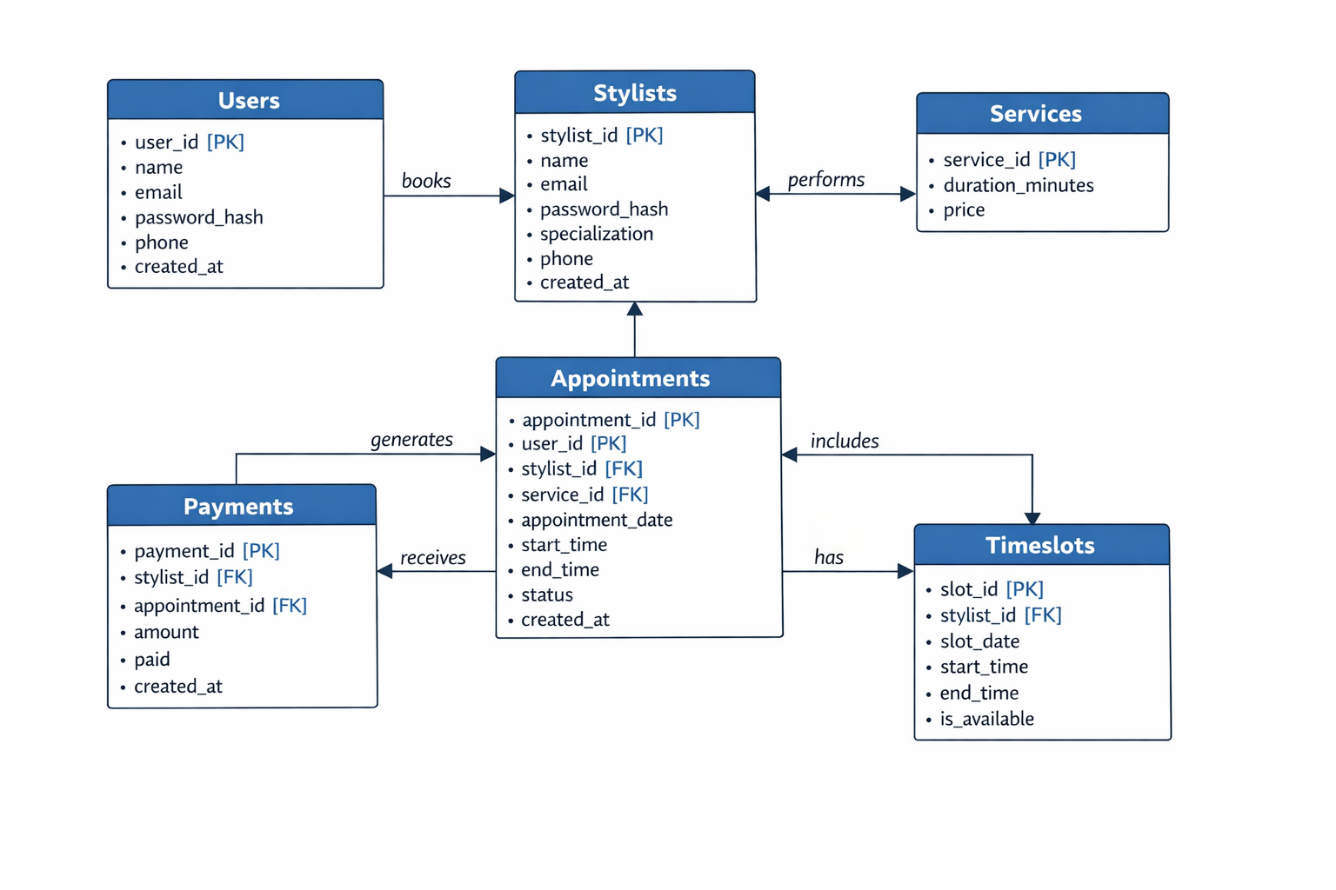 Users
• user_id [PK]
• name
• email
• password_hash
• phone
• created_at
books
Stylists
• stylist_id [PK]
• name
• email
• password_hash
• specialization
• phone
• created_at
performs
Services
• service_id [PK]
• duration_minutes
• price
Appointments
• appointment_id [PK]
• user_id [PK]
• stylist_id [FK]
• service_id [FK]
• appointment_date
• start_time
• end_time
• status
• created_at
generates
includes
receives
has
Payments
• payment_id [PK]
• stylist_id [FK]
• appointment_id [FK]
• amount
• paid
• created_at
Timeslots
• slot_id [PK]
• stylist_id [FK]
• slot_date
• start_time
• end_time
• is_available